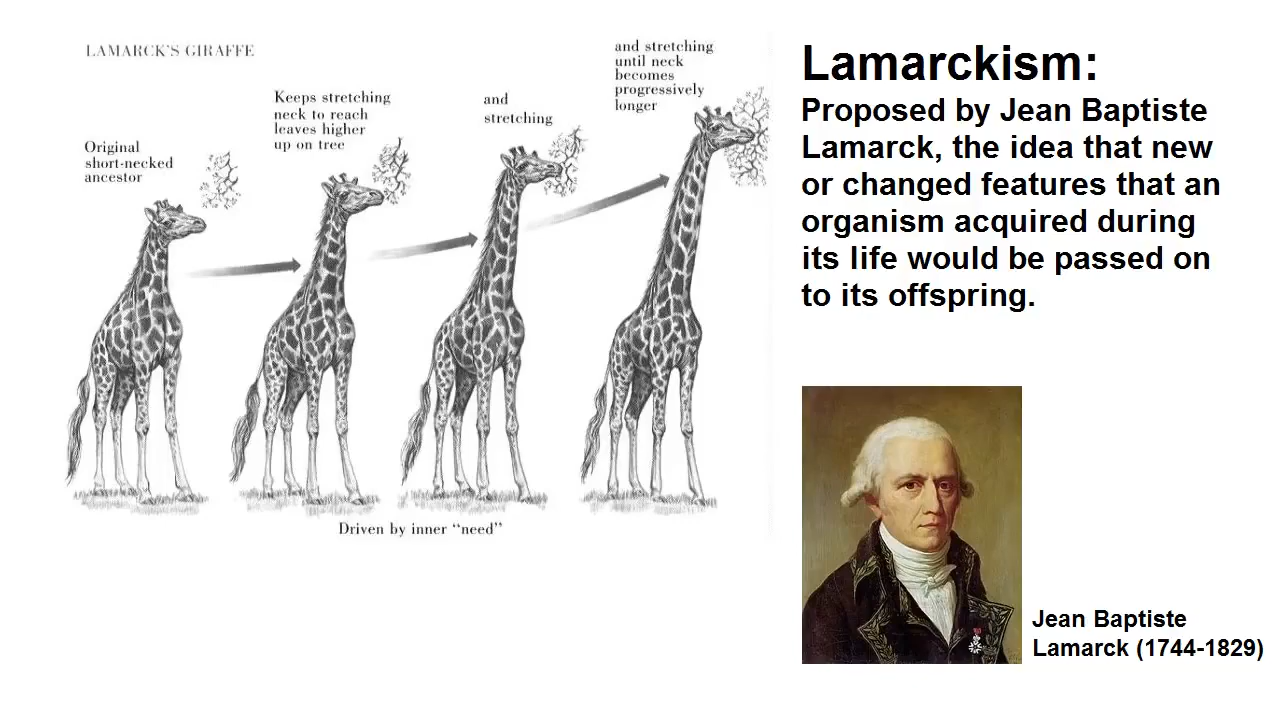 LAMARCK'S GIRAFFE
Original
short-necked
ancestor
Keeps stretching
neck to reach
leaves higher
up on tree
and
stretching
and stretching
until neck
becomes
progressively
longer
Driven by inner “need”
Lamarckism:
Proposed by Jean Baptiste
Lamarck, the idea that new
or changed features that an
organism acquired during
its life would be passed on
to its offspring.
Jean Baptiste
Lamarck (1744-1829)